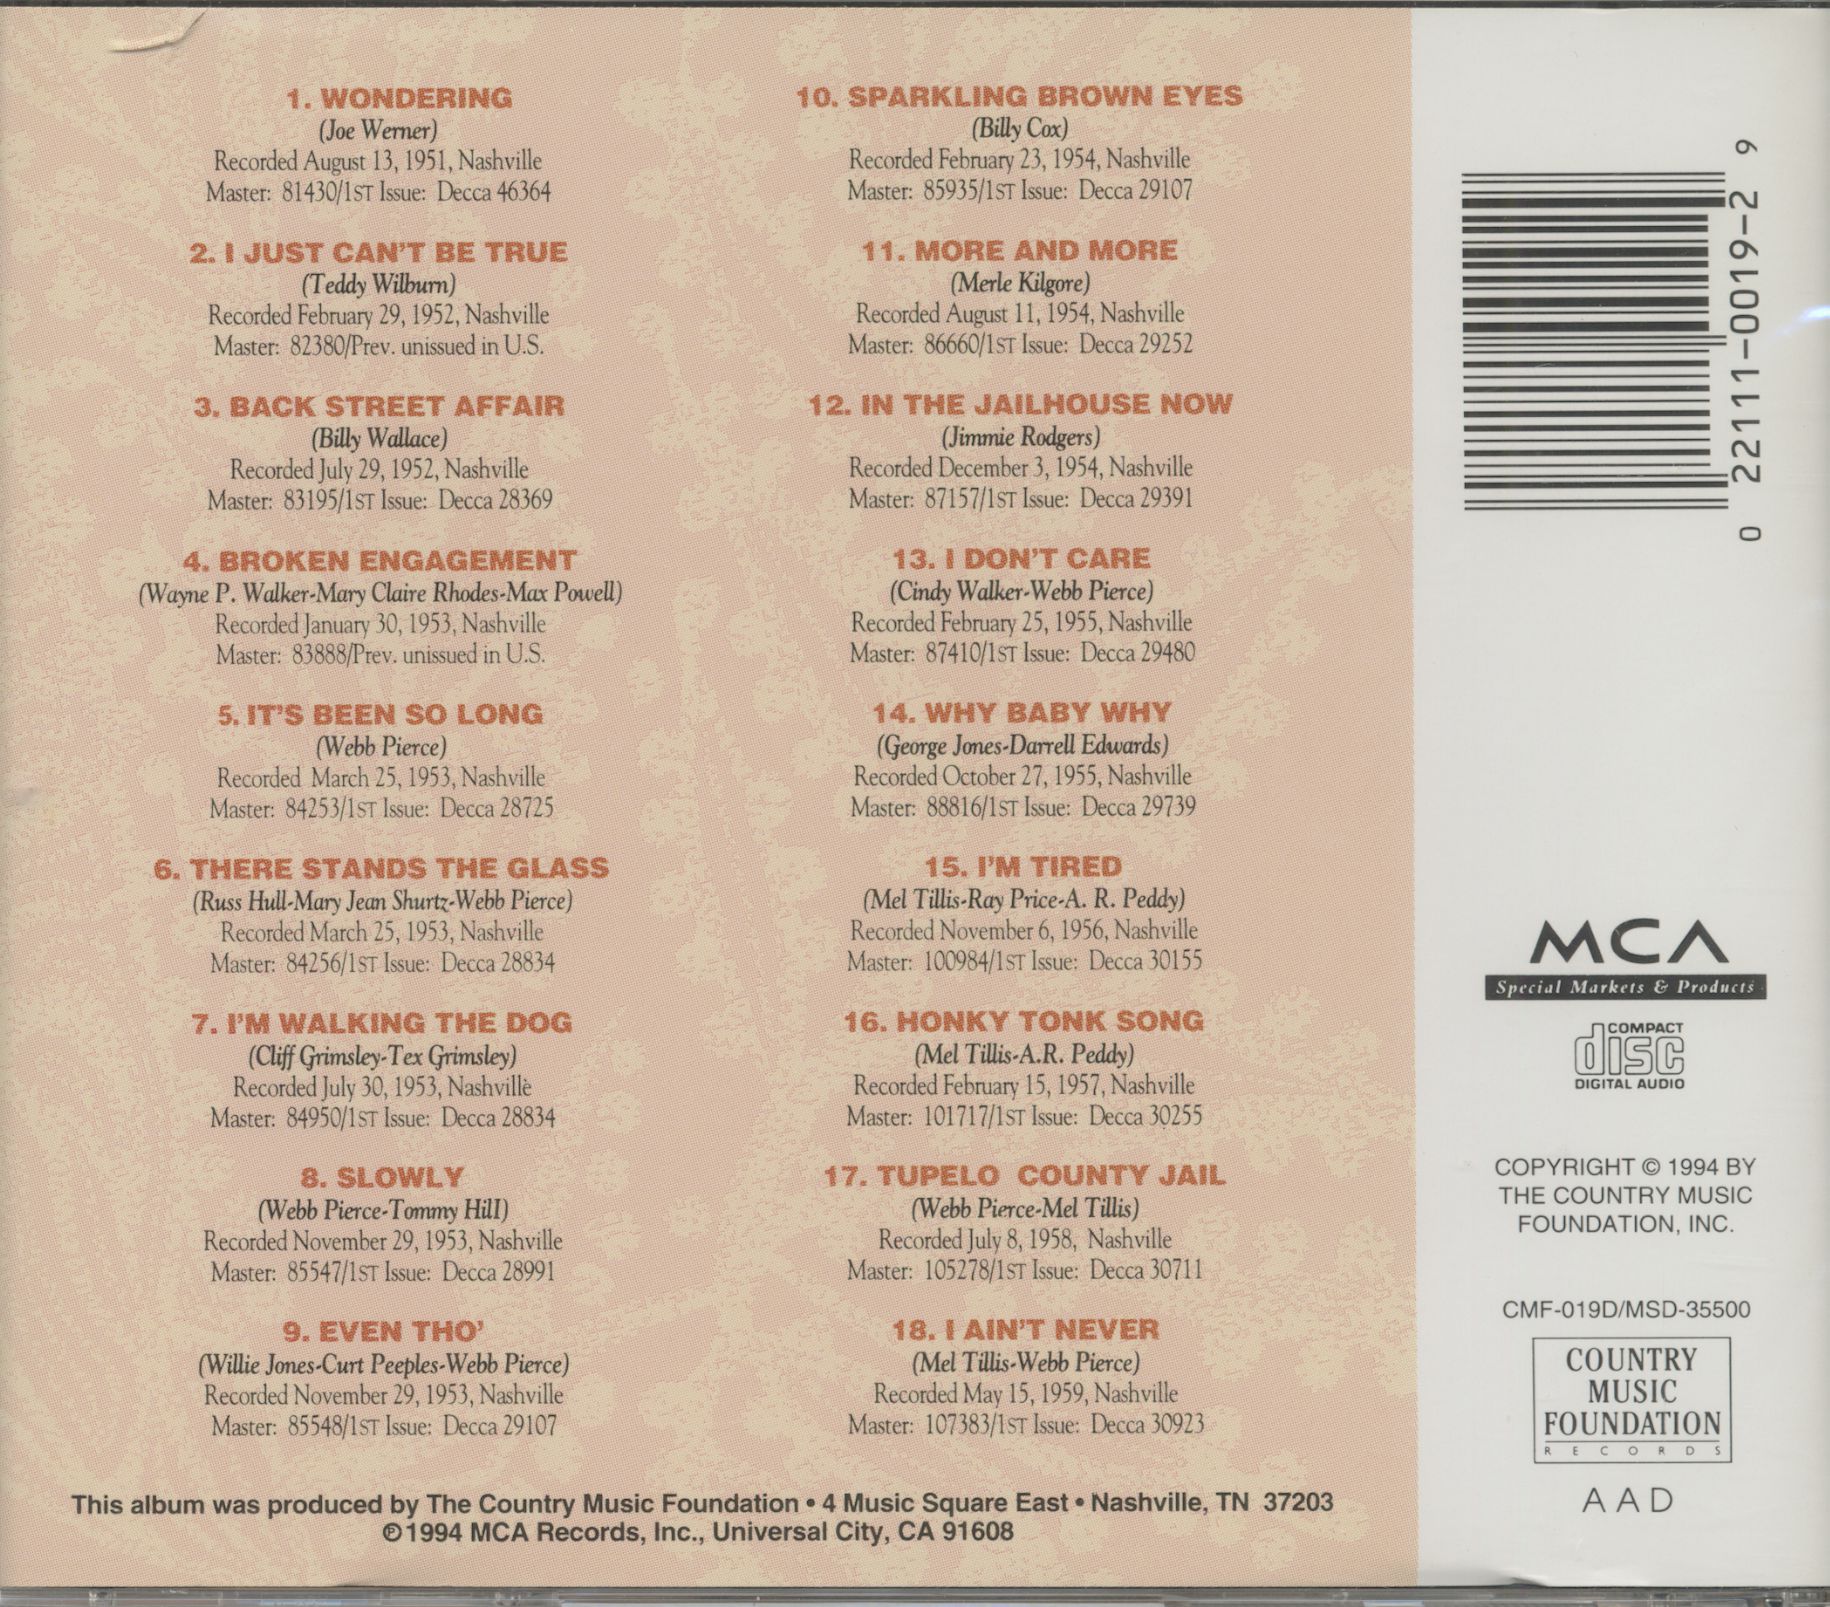 1. WONDERING
(Joe Werner)
Recorded August 13, 1951, Nashville
Master: 81430/1ST Issue: Decca 46364
2. I JUST CAN'T BE TRUE
(Teddy Wilburn)
Recorded February 29, 1952, Nashville
Master: 82380/Prev. unissued in U.S.
3. BACK STREET AFFAIR
(Billy Wallace)
Recorded July 29, 1952, Nashville
Master: 83195/1ST Issue: Decca 28369
4. BROKEN ENGAGEMENT
(Wayne P. Walker-Mary Claire Rhodes-Max Powell)
Recorded January 30, 1953, Nashville
Master: 83888/Prev. unissued in U.S.
5. IT'S BEEN SO LONG
(Webb Pierce)
Recorded March 25, 1953, Nashville
Master: 84253/1ST Issue: Decca 28725
6. THERE STANDS THE GLASS
(Russ Hull-Mary Jean Shurtz-Webb Pierce)
Recorded March 25, 1953, Nashville
Master: 84256/1ST Issue: Decca 28834
7. I'M WALKING THE DOG
(Cliff Grimsley-Tex Grimsley)
Recorded July 30, 1953, Nashville
Master: 84950/1ST Issue: Decca 28834
8. SLOWLY
(Webb Pierce-Tommy Hill)
Recorded November 29, 1953, Nashville
Master: 85547/1ST Issue: Decca 28991
9. EVEN THO'
(Willie Jones-Curt Peeples-Webb Pierce)
Recorded November 29, 1953, Nashville
Master: 85548/1ST Issue: Decca 29107
10. SPARKLING BROWN EYES
(Billy Cox)
Recorded February 23, 1954, Nashville
Master: 85935/1ST Issue: Decca 29107
11. MORE AND MORE
(Merle Kilgore)
Recorded August 11, 1954, Nashville
Master: 86660/1ST Issue: Decca 29252
12. IN THE JAILHOUSE NOW
(Jimmie Rodgers)
Recorded December 3, 1954, Nashville
Master: 87157/1ST Issue: Decca 29391
13. I DON'T CARE
(Cindy Walker-Webb Pierce)
Recorded February 25, 1955, Nashville
Master: 87410/1ST Issue: Decca 29480
14. WHY BABY WHY
(George Jones-Darrell Edwards)
Recorded October 27, 1955, Nashville
Master: 88816/1ST Issue: Decca 29739
15. I'M TIRED
(Mel Tillis-Ray Price-A. R. Peddy)
Recorded November 6, 1956, Nashville
Master: 100984/1ST Issue: Decca 30155
16. HONKY TONK SONG
(Mel Tillis-A.R. Peddy)
Recorded February 15, 1957, Nashville
Master: 101717/1ST Issue: Decca 30255
17. TUPELO COUNTY JAIL
(Webb Pierce-Mel Tillis)
Recorded July 8, 1958, Nashville
Master: 105278/1ST Issue: Decca 30711
18. I AIN'T NEVER
(Mel Tillis-Webb Pierce)
Recorded May 15, 1959, Nashville
Master: 107383/1ST Issue: Decca 30923
This album was produced by The Country Music Foundation • 4 Music Square East • Nashville, TN 37203
℗1994 MCA Records, Inc., Universal City, CA 91608
0 22111-0019-2 9
MCA
Special Markets & Products
COMPACT
disc
DIGITAL AUDIO
COPYRIGHT © 1994 BY
THE COUNTRY MUSIC
FOUNDATION, INC.
CMF-019D/MSD-35500
COUNTRY
MUSIC
FOUNDATION
RECORDS
AAD